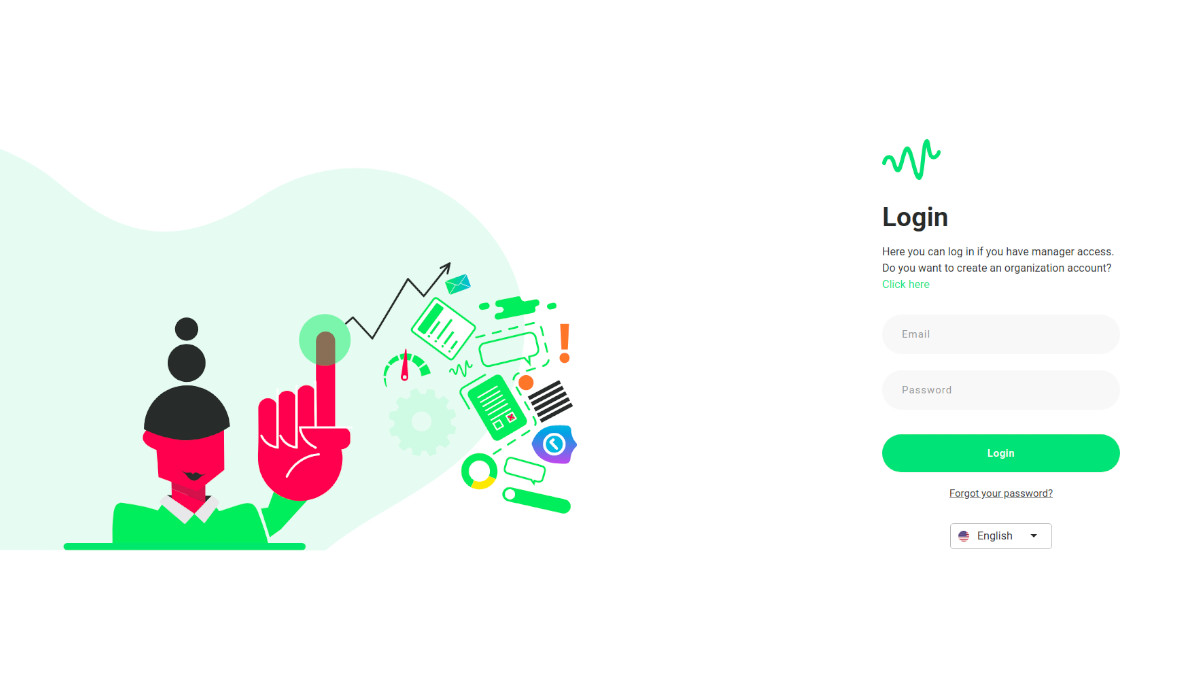 Login
Here you can log in if you have manager access.
Do you want to create an organization account?
Click here
Email
Password
Login
Forgot your password?
English